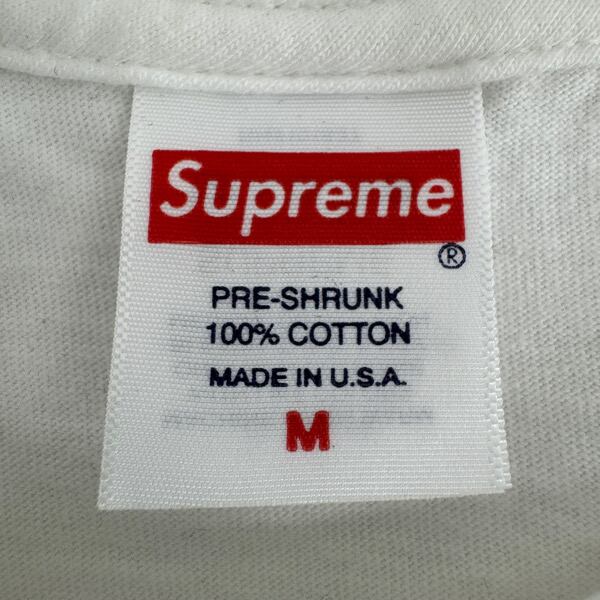 Supreme
®
PRE-SHRUNK
100% COTTON
MADE IN U.S.A.
M